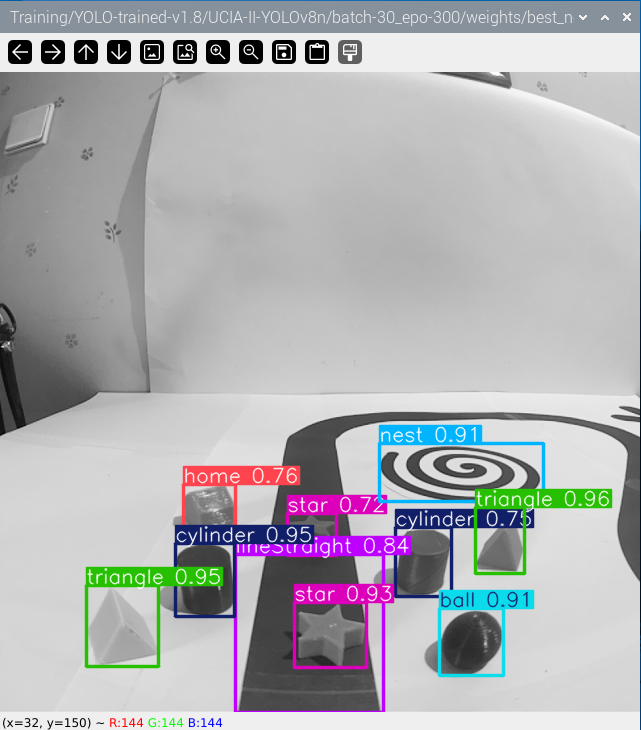 Training/YOLO-trained-v1.8/UCIA-II-YOLOv8n/batch-30_epo-300/weights/best_n
nest 0.91
home 0.76
triangle 0.96
star 0.72
cylinder 0.75
cylinder 0.95
lineStraight 0.84
triangle 0.95
star 0.93
ball 0.91
(x=32, y=150) ~ R:144 G:144 B:144